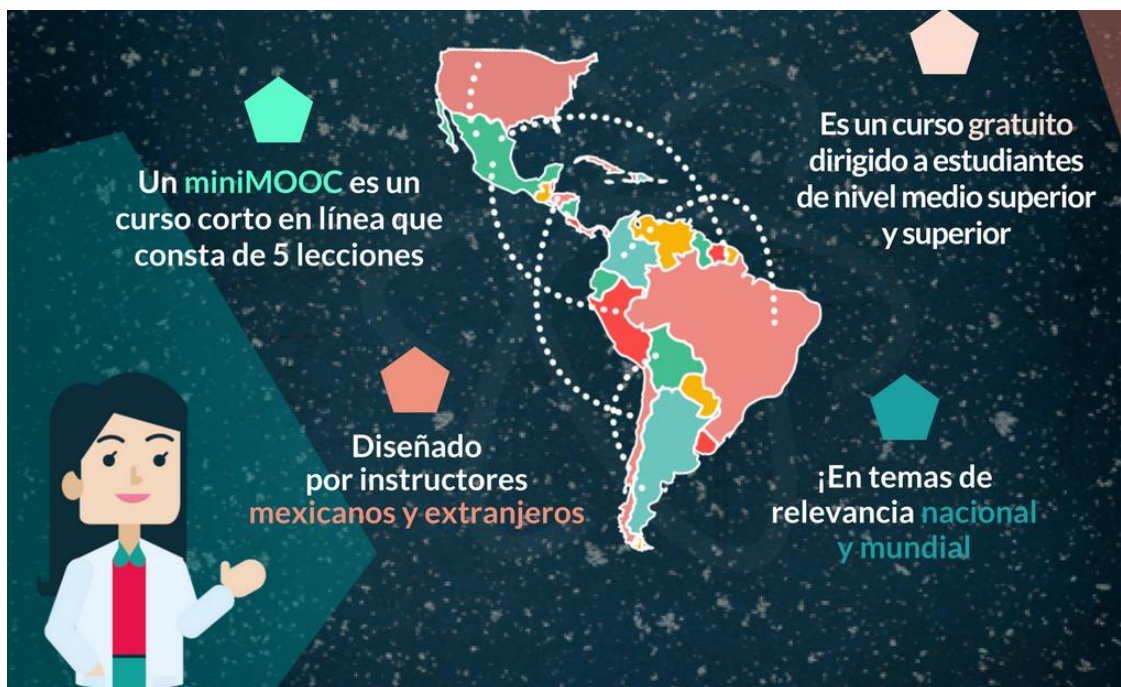 Un miniMOOC es un
curso corto en línea que
consta de 5 lecciones
Es un curso gratuito
dirigido a estudiantes
de nivel medio superior
y superior
Diseñado
por instructores
mexicanos y extranjeros
¡En temas de
relevancia nacional
y mundial